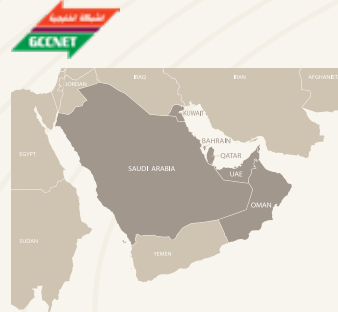 الشبكة الخليجية
GCCNET
JORDAN
IRAQ
IRAN
AFGHANIST
KUWAIT
BAHRAIN
EGYPT
QATAR
SAUDI ARABIA
UAE
OMAN
SUDAN
YEMEN